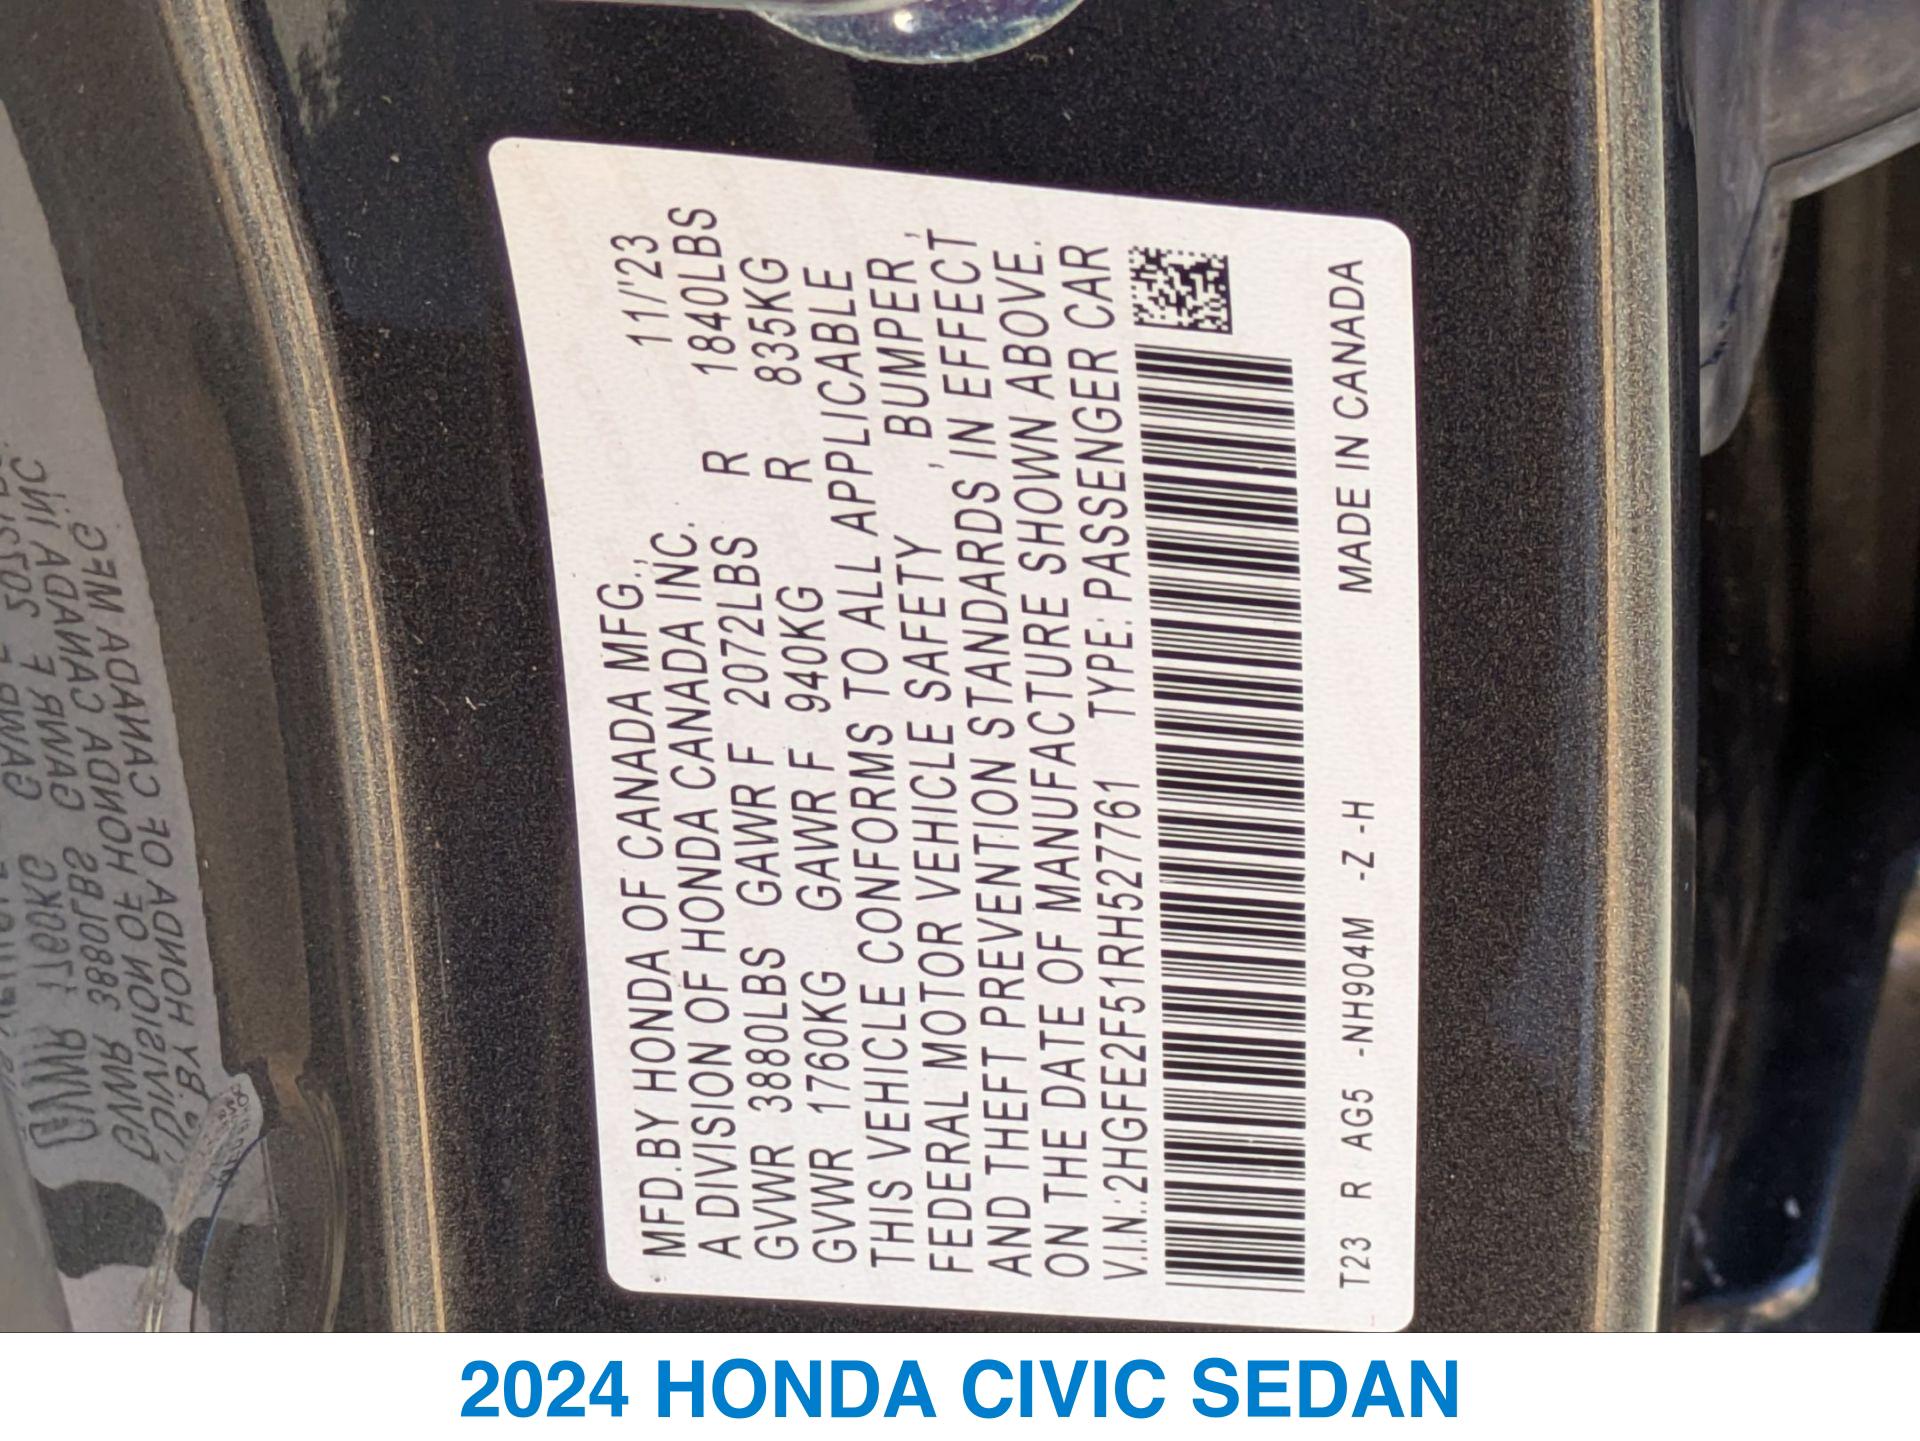 MFD.BY HONDA OF CANADA MFG., 11/'23
A DIVISION OF HONDA CANADA INC.
GVWR 3880LBS GAWR F 2072LBS R 1840LBS
GVWR 1760KG GAWR F 940KG R 835KG
THIS VEHICLE CONFORMS TO ALL APPLICABLE
FEDERAL MOTOR VEHICLE SAFETY , BUMPER ,
AND THEFT PREVENTION STANDARDS IN EFFECT
ON THE DATE OF MANUFACTURE SHOWN ABOVE.
V.I.N.:2HGFE2F51RH527761 TYPE: PASSENGER CAR
T23 R AG5 -NH904M -Z -H MADE IN CANADA
2024 HONDA CIVIC SEDAN